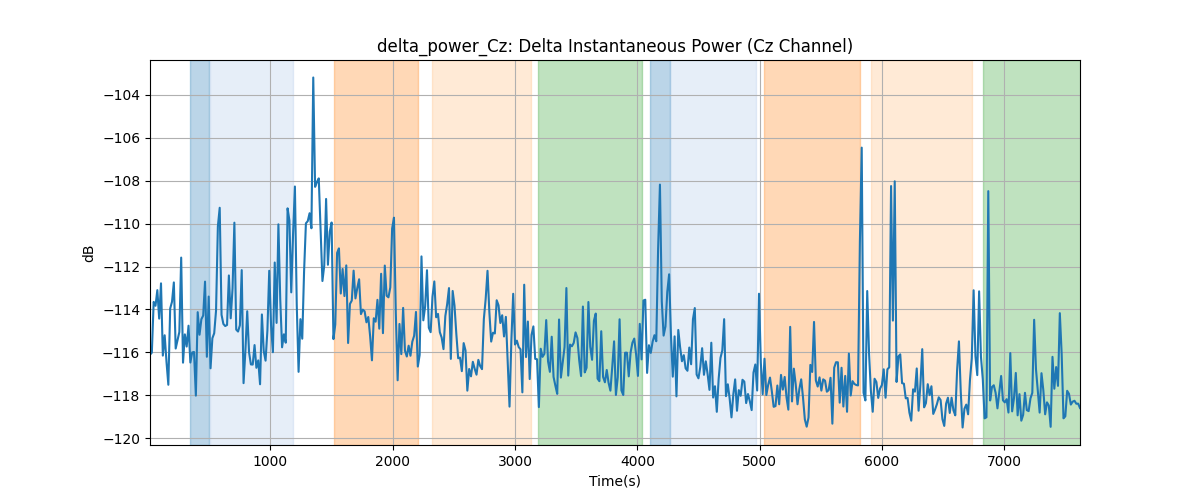 delta_power_Cz: Delta Instantaneous Power (Cz Channel)
−104
−106
−108
−110
−112
−114
−116
−118
−120
dB
1000 2000 3000 4000 5000 6000 7000
Time(s)